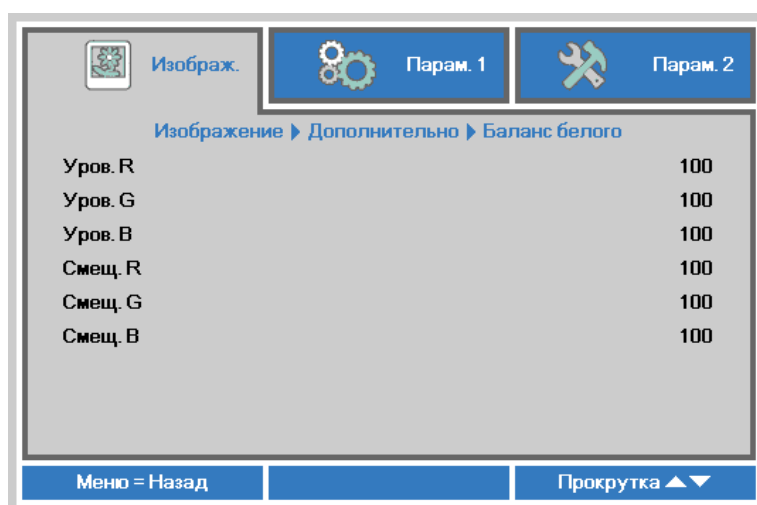 Изображ. Парам. 1 Парам. 2
Изображение ▶ Дополнительно ▶ Баланс белого
Уров. R 100
Уров. G 100
Уров. B 100
Смещ. R 100
Смещ. G 100
Смещ. B 100
Меню = Назад Прокрутка ▲▼